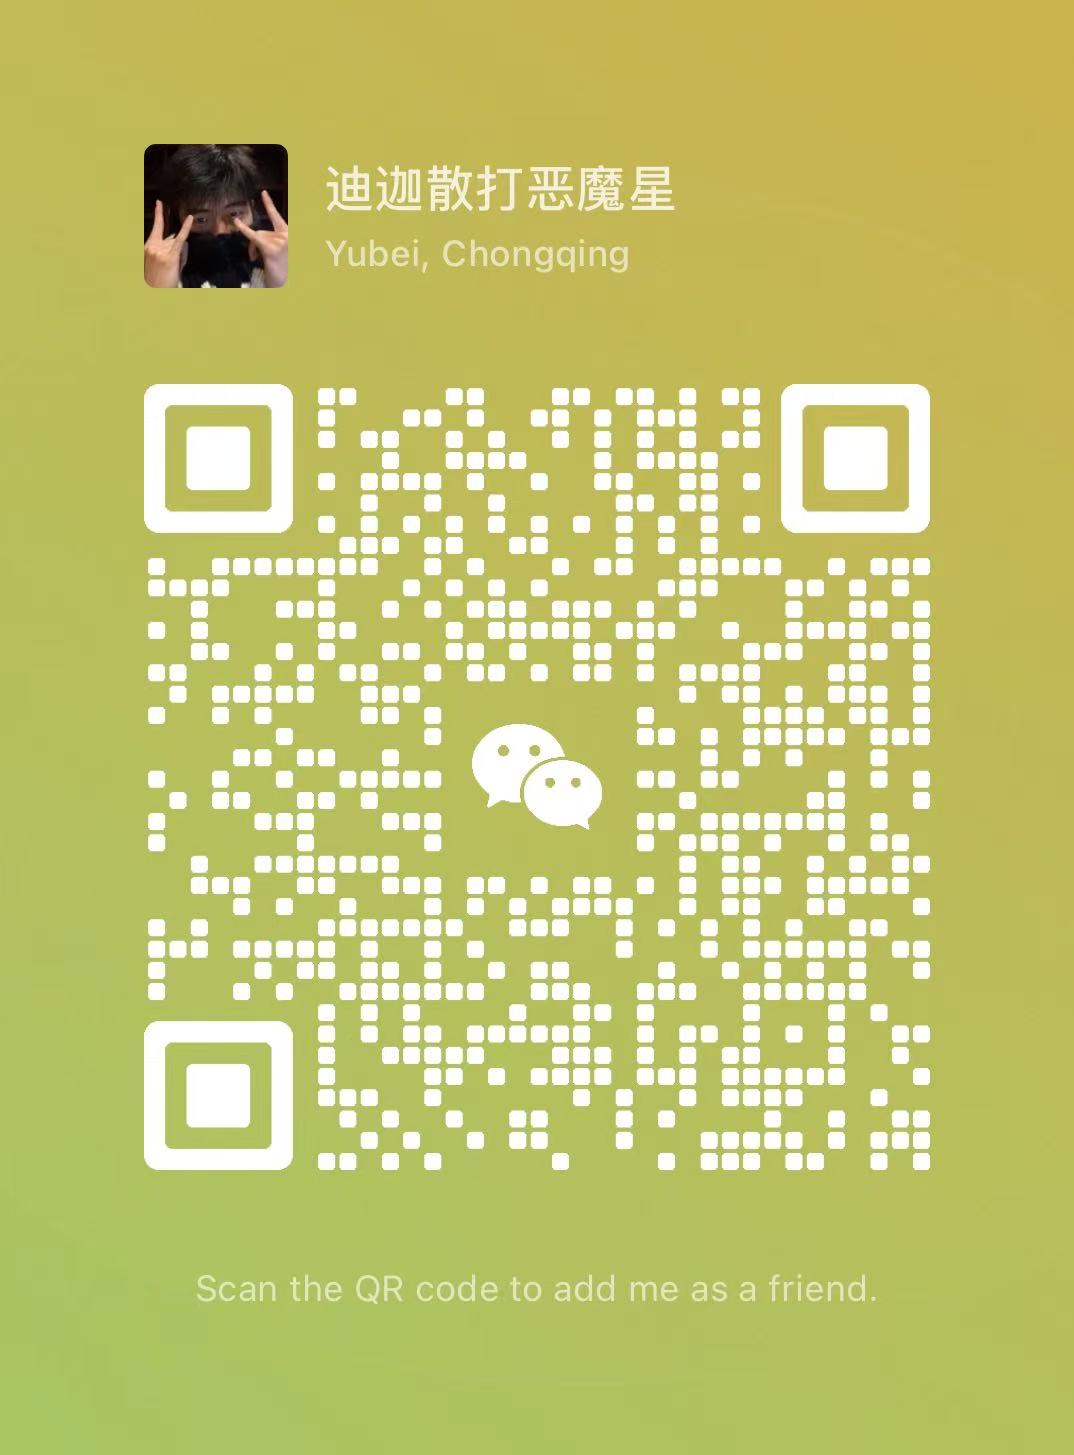 迪迦散打恶魔星
Yubei, Chongqing
Scan the QR code to add me as a friend.